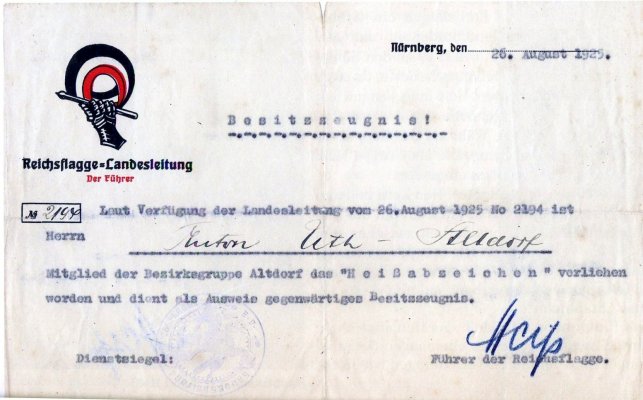 Nürnberg, den 26. August 1925.
Besitzzeugnis!
Reichsflagge=Landesleitung
Der Führer
№ 2194
Laut Verfügung der Landesleitung vom 26.August 1925 No 2194 ist
Herrn Anton Uth - Altdorf
Mitglied der Bezirksgruppe Altdorf das "Heißabzeichen" verliehen
worden und dient als Ausweis gegenwärtiges Besitzzeugnis.
Dienstsiegel:
Führer der Reichsflagge.